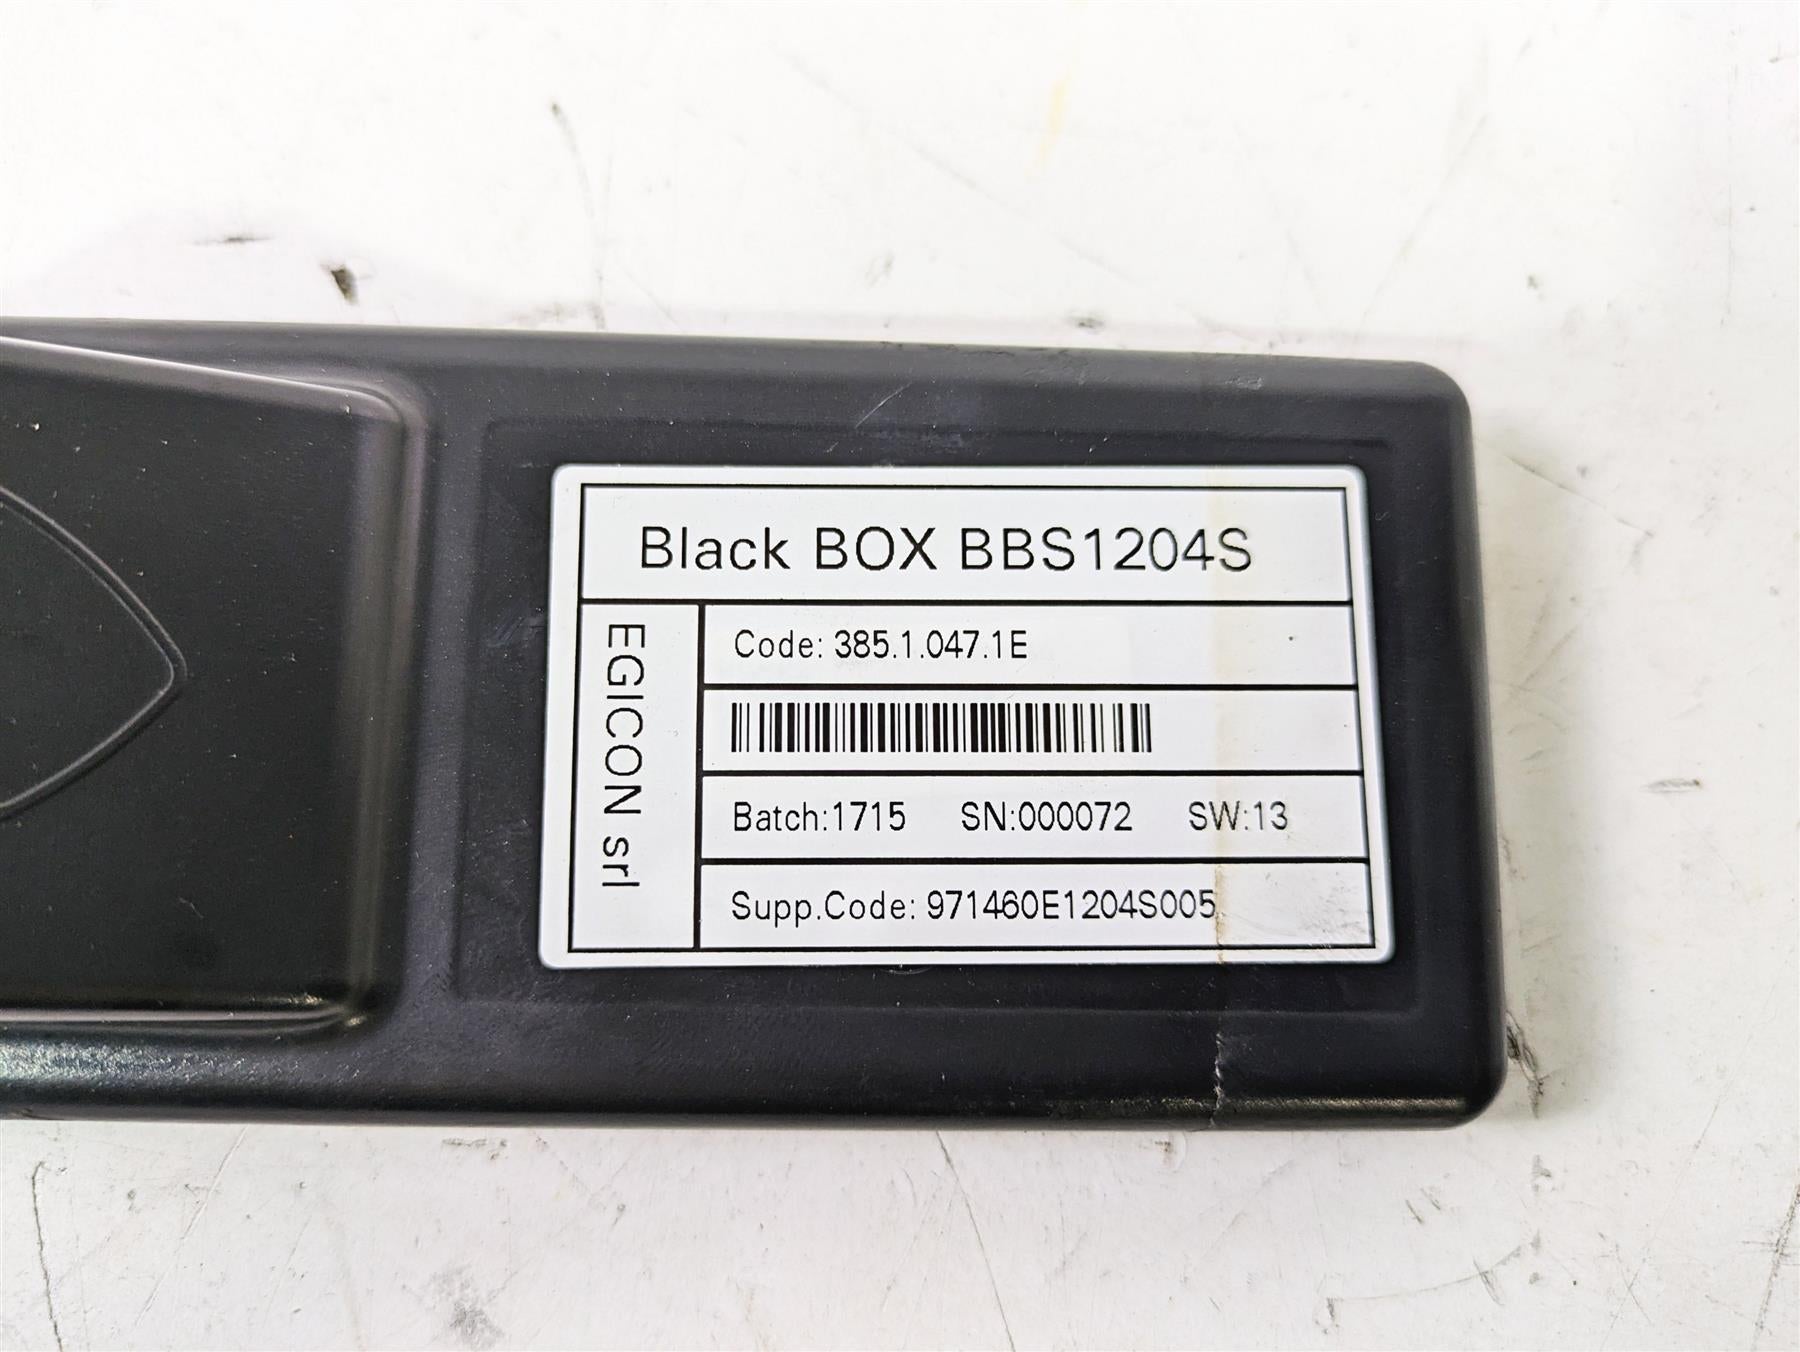 Black BOX BBS1204S
EGICON srl
Code: 385.1.047.1E
Batch:1715 SN:000072 SW:13
Supp.Code: 971460E1204S005